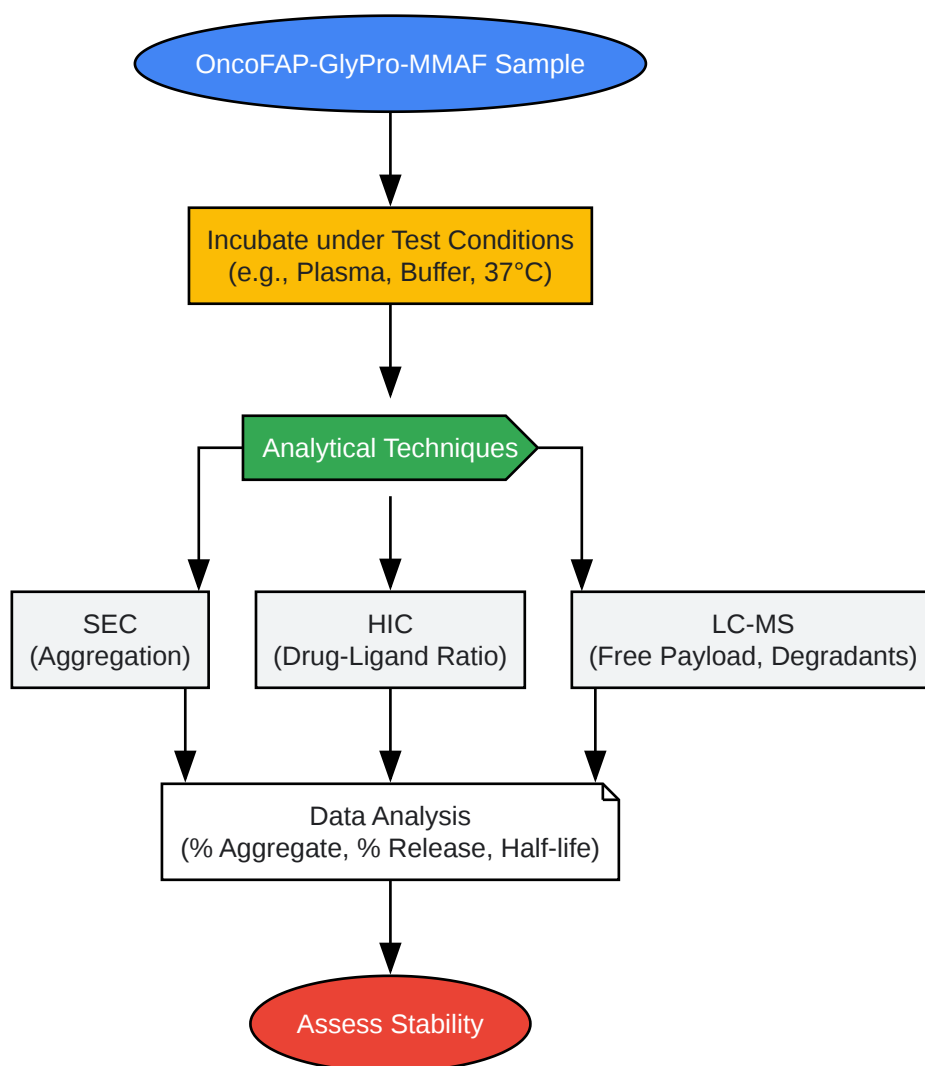 OncoFAP-GlyPro-MMAF Sample
Incubate under Test Conditions
(e.g., Plasma, Buffer, 37°C)
Analytical Techniques
SEC
(Aggregation)
HIC
(Drug-Ligand Ratio)
LC-MS
(Free Payload, Degradants)
Data Analysis
(% Aggregate, % Release, Half-life)
Assess Stability